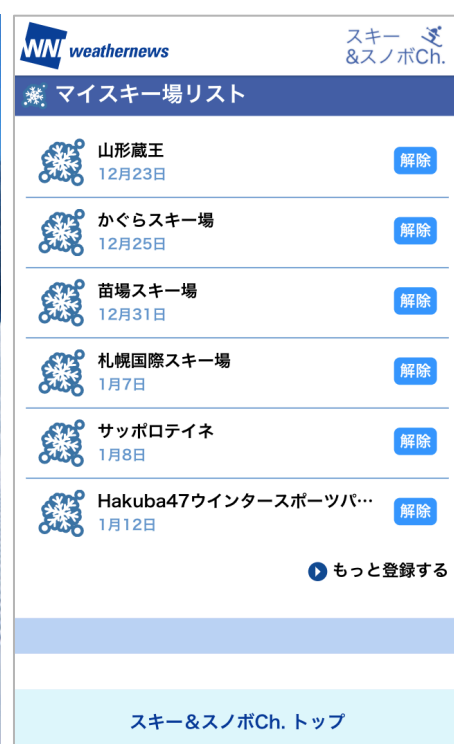 WNI weathernews
スキー
&スノボCh.
マイスキー場リスト
山形蔵王
12月23日
解除
かぐらスキー場
12月25日
解除
苗場スキー場
12月31日
解除
札幌国際スキー場
1月7日
解除
サッポロテイネ
1月8日
解除
Hakuba47ウインタースポーツパ…
1月12日
解除
もっと登録する
スキー&スノボCh. トップ